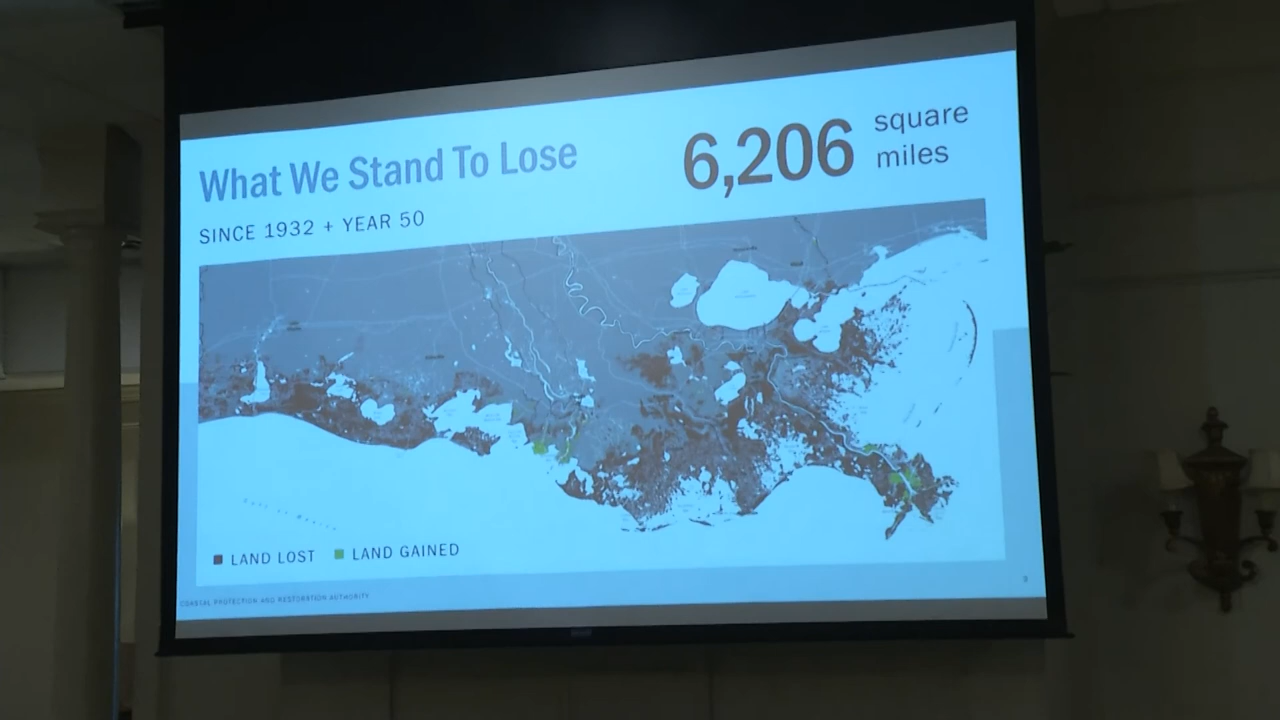 What We Stand To Lose
6,206
square
miles
SINCE 1932 + YEAR 50
LAND LOST
LAND GAINED
COASTAL PROTECTION AND RESTORATION AUTHORITY